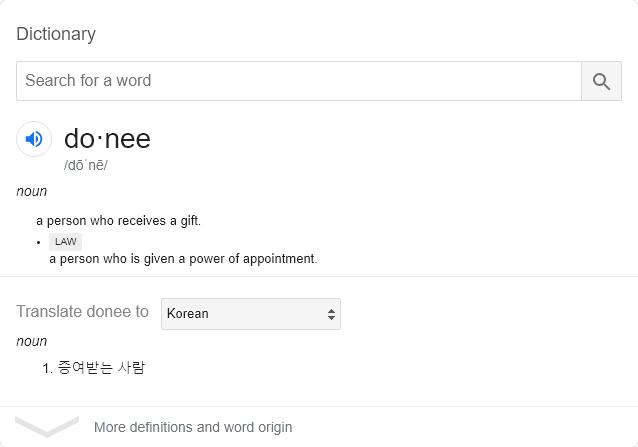 Dictionary
Search for a word
do·nee
/dōˈnē/
noun
a person who receives a gift.
• LAW
a person who is given a power of appointment.
Translate donee to Korean
noun
1. 증여받는 사람
More definitions and word origin